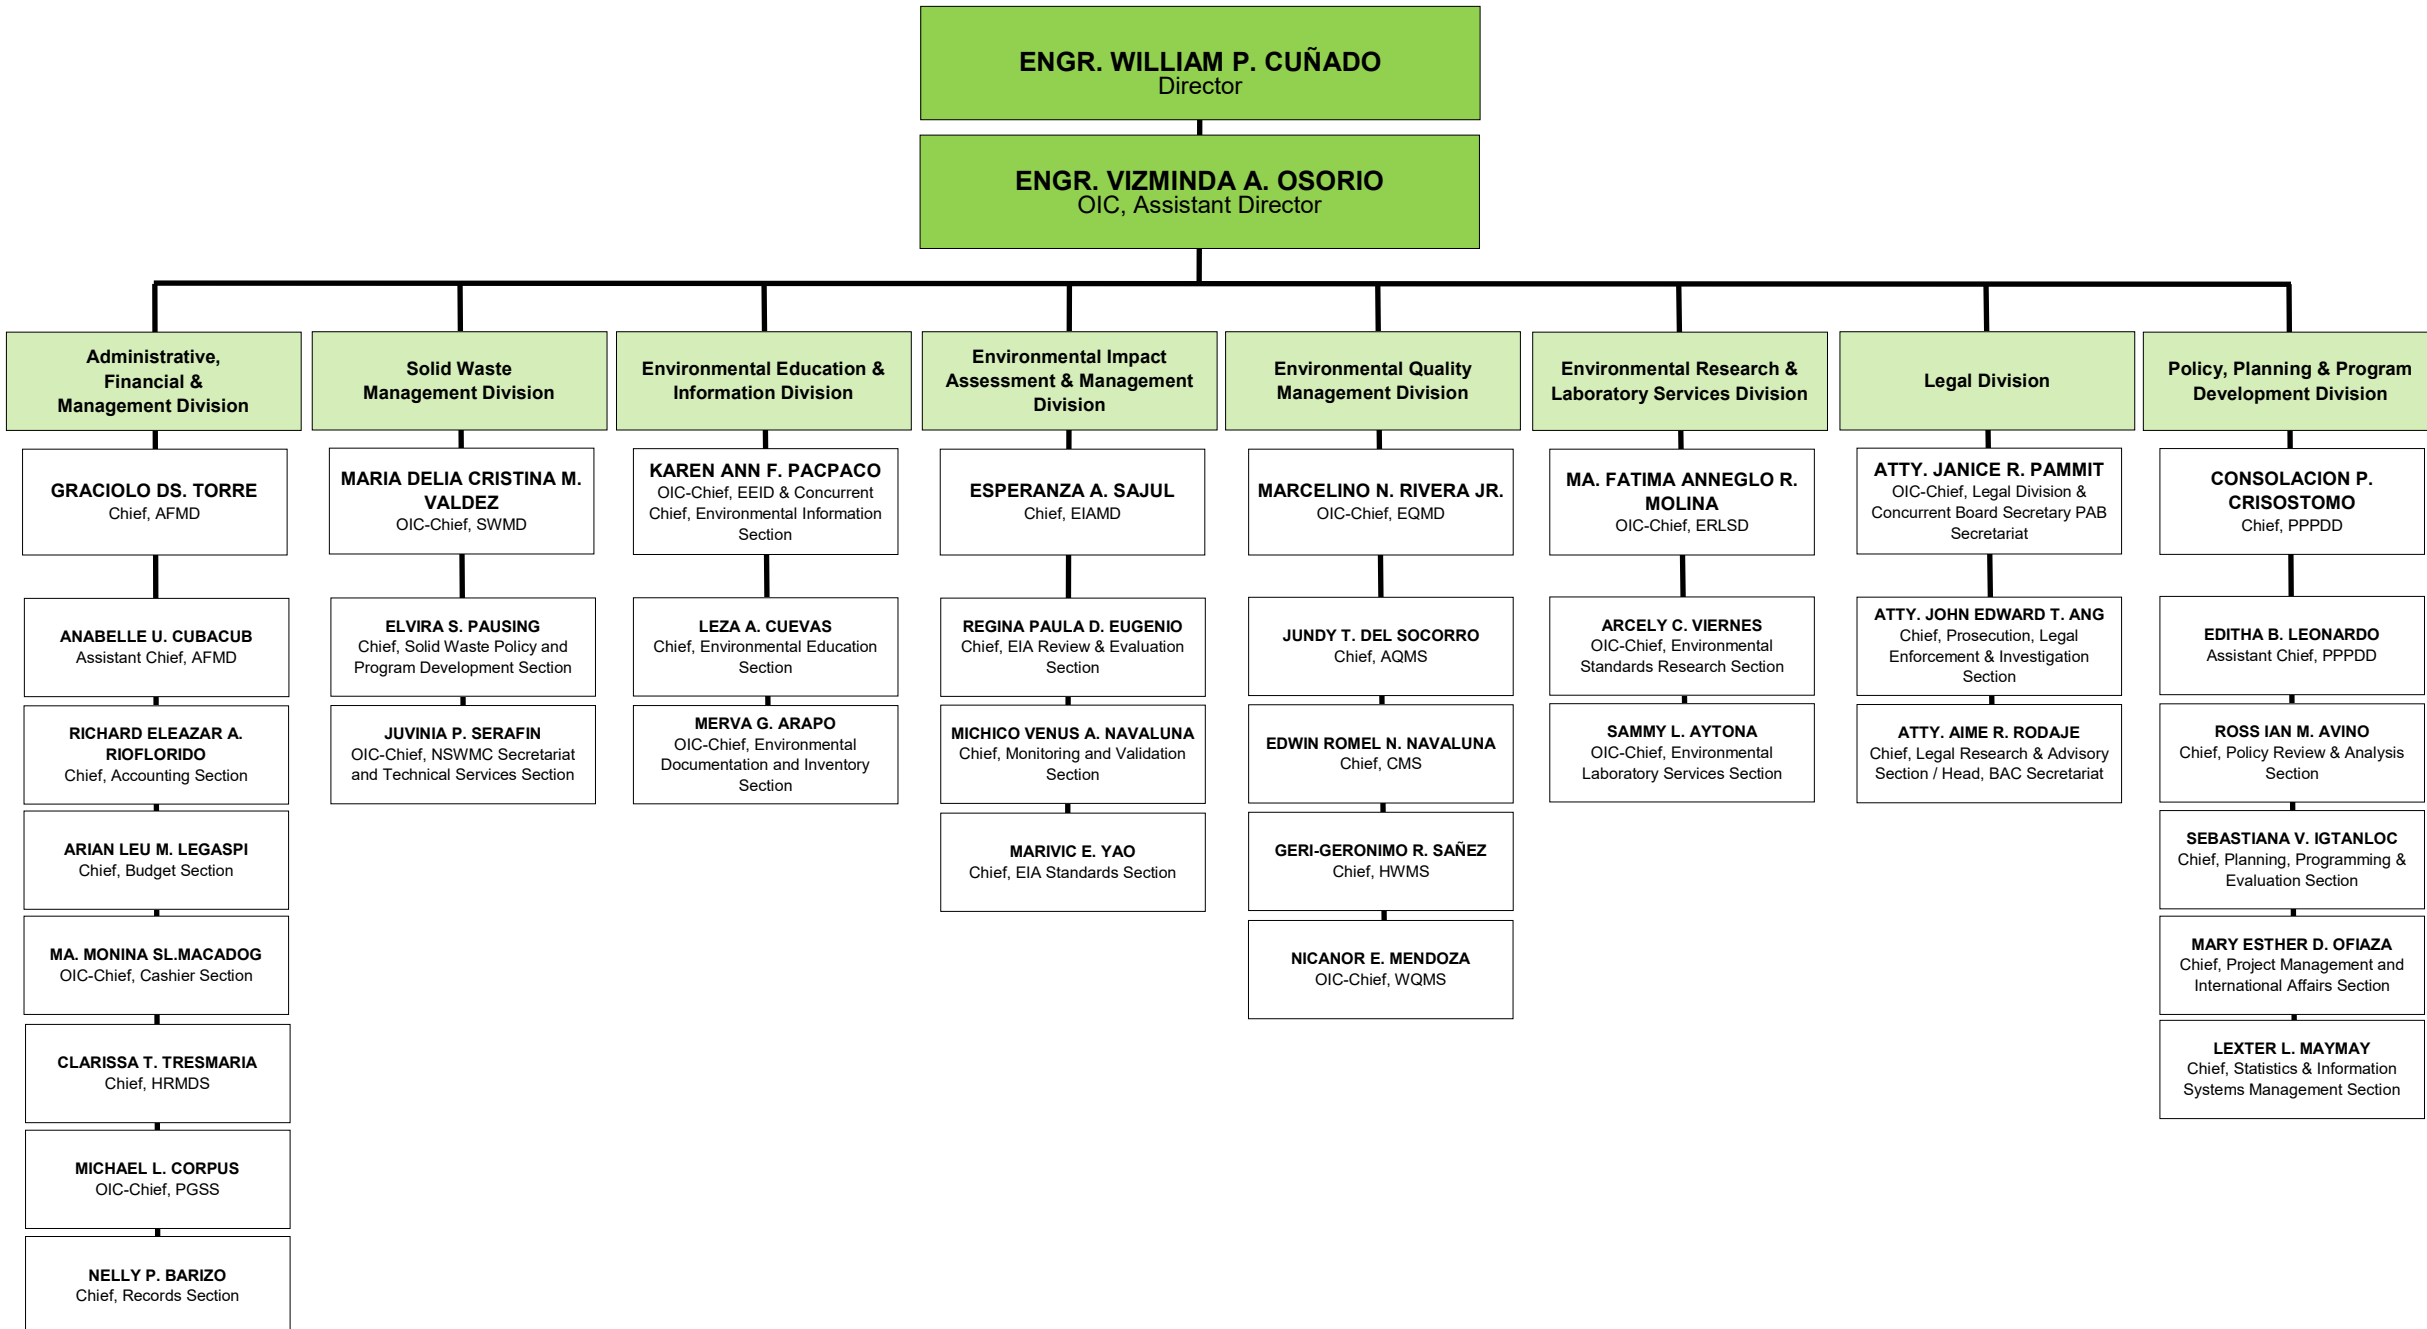 ENGR. WILLIAM P. CUÑADO
Director
ENGR. VIZMINDA A. OSORIO
OIC, Assistant Director
Administrative,
Financial &
Management Division
GRACIOLO DS. TORRE
Chief, AFMD
ANABELLE U. CUBACUB
Assistant Chief, AFMD
RICHARD ELEAZAR A.
RIOFLORIDO
Chief, Accounting Section
ARIAN LEU M. LEGASPI
Chief, Budget Section
MA. MONINA SL.MACADOG
OIC-Chief, Cashier Section
CLARISSA T. TRESMARIA
Chief, HRMDS
MICHAEL L. CORPUS
OIC-Chief, PGSS
NELLY P. BARIZO
Chief, Records Section
Solid Waste
Management Division
MARIA DELIA CRISTINA M.
VALDEZ
OIC-Chief, SWMD
ELVIRA S. PAUSING
Chief, Solid Waste Policy and
Program Development Section
JUVINIA P. SERAFIN
OIC-Chief, NSWMC Secretariat
and Technical Services Section
Environmental Education &
Information Division
KAREN ANN F. PACPACO
OIC-Chief, EEID & Concurrent
Chief, Environmental Information
Section
LEZA A. CUEVAS
Chief, Environmental Education
Section
MERVA G. ARAPO
OIC-Chief, Environmental
Documentation and Inventory
Section
Environmental Impact
Assessment & Management
Division
ESPERANZA A. SAJUL
Chief, EIAMD
REGINA PAULA D. EUGENIO
Chief, EIA Review & Evaluation
Section
MICHICO VENUS A. NAVALUNA
Chief, Monitoring and Validation
Section
MARIVIC E. YAO
Chief, EIA Standards Section
Environmental Quality
Management Division
MARCELINO N. RIVERA JR.
OIC-Chief, EQMD
JUNDY T. DEL SOCORRO
Chief, AQMS
EDWIN ROMEL N. NAVALUNA
Chief, CMS
GERI-GERONIMO R. SAÑEZ
Chief, HWMS
NICANOR E. MENDOZA
OIC-Chief, WQMS
Environmental Research &
Laboratory Services Division
MA. FATIMA ANNEGLO R.
MOLINA
OIC-Chief, ERLSD
ARCELY C. VIERNES
OIC-Chief, Environmental
Standards Research Section
SAMMY L. AYTONA
OIC-Chief, Environmental
Laboratory Services Section
Legal Division
ATTY. JANICE R. PAMMIT
OIC-Chief, Legal Division &
Concurrent Board Secretary PAB
Secretariat
ATTY. JOHN EDWARD T. ANG
Chief, Prosecution, Legal
Enforcement & Investigation
Section
ATTY. AIME R. RODAJE
Chief, Legal Research & Advisory
Section / Head, BAC Secretariat
Policy, Planning & Program
Development Division
CONSOLACION P.
CRISOSTOMO
Chief, PPPDD
EDITHA B. LEONARDO
Assistant Chief, PPPDD
ROSS IAN M. AVINO
Chief, Policy Review & Analysis
Section
SEBASTIANA V. IGTANLOC
Chief, Planning, Programming &
Evaluation Section
MARY ESTHER D. OFIAZA
Chief, Project Management and
International Affairs Section
LEXTER L. MAYMAY
Chief, Statistics & Information
Systems Management Section